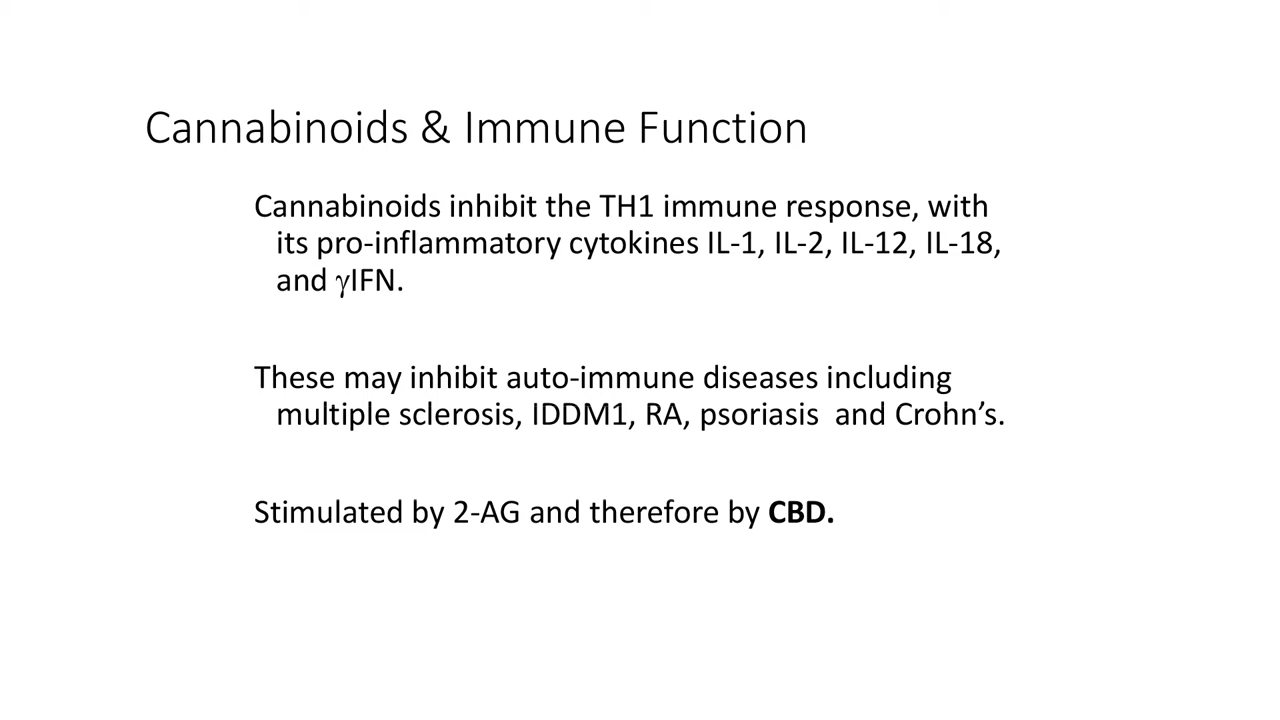 Cannabinoids & Immune Function
Cannabinoids inhibit the TH1 immune response, with
its pro-inflammatory cytokines IL-1, IL-2, IL-12, IL-18,
and γIFN.
These may inhibit auto-immune diseases including
multiple sclerosis, IDDM1, RA, psoriasis  and Crohn’s.
Stimulated by 2-AG and therefore by CBD.